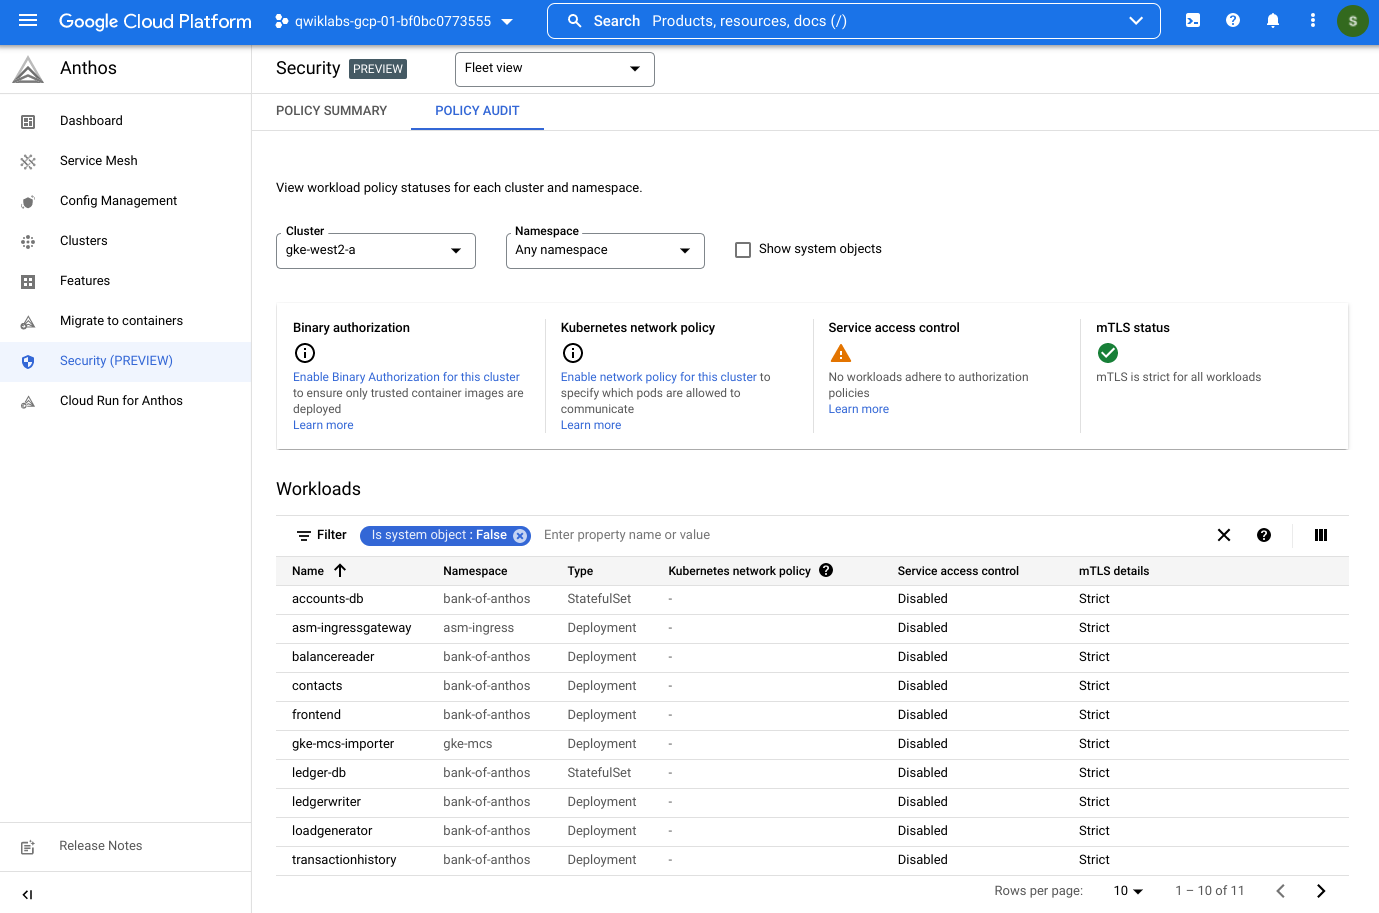 Google Cloud Platform
qwiklabs-gcp-01-bf0bc0773555
Search Products, resources, docs (/)
S
Anthos
Security PREVIEW
Fleet view
Dashboard
Service Mesh
Config Management
Clusters
Features
Migrate to containers
Security (PREVIEW)
Cloud Run for Anthos
Release Notes
POLICY SUMMARY
POLICY AUDIT
View workload policy statuses for each cluster and namespace.
Cluster
gke-west2-a
Namespace
Any namespace
Show system objects
Binary authorization
Enable Binary Authorization for this cluster
to ensure only trusted container images are
deployed
Learn more
Kubernetes network policy
Enable network policy for this cluster to
specify which pods are allowed to
communicate
Learn more
Service access control
No workloads adhere to authorization
policies
Learn more
mTLS status
mTLS is strict for all workloads
Workloads
Filter Is system object : False Enter property name or value
Name Namespace Type Kubernetes network policy Service access control mTLS details
accounts-db bank-of-anthos StatefulSet - Disabled Strict
asm-ingressgateway asm-ingress Deployment - Disabled Strict
balancereader bank-of-anthos Deployment - Disabled Strict
contacts bank-of-anthos Deployment - Disabled Strict
frontend bank-of-anthos Deployment - Disabled Strict
gke-mcs-importer gke-mcs Deployment - Disabled Strict
ledger-db bank-of-anthos StatefulSet - Disabled Strict
ledgerwriter bank-of-anthos Deployment - Disabled Strict
loadgenerator bank-of-anthos Deployment - Disabled Strict
transactionhistory bank-of-anthos Deployment - Disabled Strict
Rows per page: 10 1 – 10 of 11